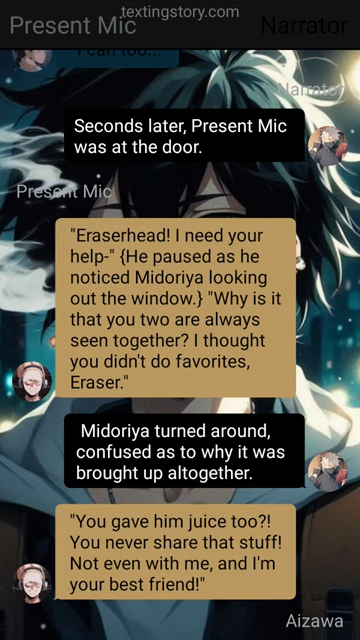 textingstory.com
Present Mic
Narrator
I can too...
Narrator
Seconds later, Present Mic
was at the door.
Present Mic
"Eraserhead! I need your
help-" {He paused as he
noticed Midoriya looking
out the window.} "Why is it
that you two are always
seen together? I thought
you didn't do favorites,
Eraser."
Midoriya turned around,
confused as to why it was
brought up altogether.
"You gave him juice too?!
You never share that stuff!
Not even with me, and I'm
your best friend!"
Aizawa